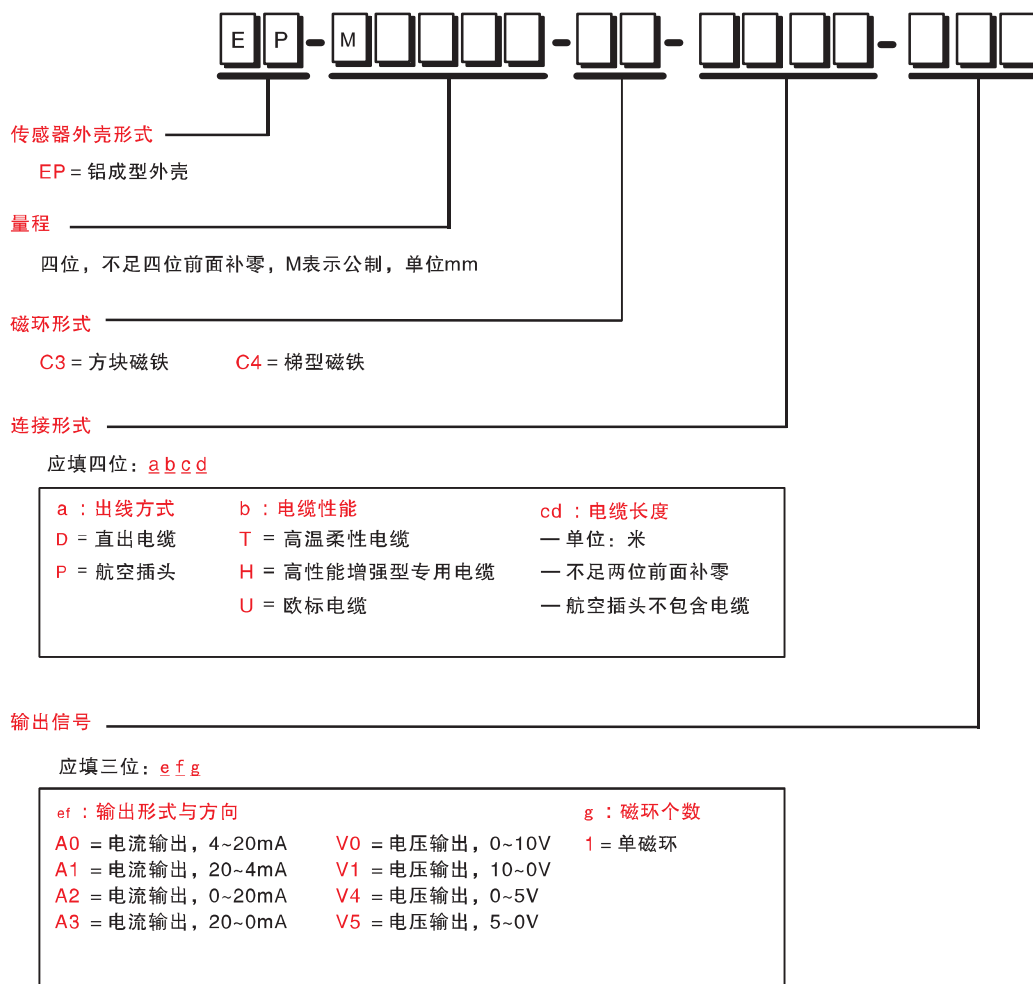 E P - M - - -
传感器外壳形式
EP = 铝成型外壳
量程
四位，不足四位前面补零，M表示公制，单位mm
磁环形式
C3 = 方块磁铁 C4 = 梯型磁铁
连接形式
应填四位：a b c d
a ：出线方式 b ：电缆性能 cd ：电缆长度
D = 直出电缆 T = 高温柔性电缆 — 单位：米
P = 航空插头 H = 高性能增强型专用电缆 — 不足两位前面补零
U = 欧标电缆 — 航空插头不包含电缆
输出信号
应填三位：e f g
ef ：输出形式与方向 g ：磁环个数
A0 = 电流输出，4~20mA V0 = 电压输出，0~10V 1 = 单磁环
A1 = 电流输出，20~4mA V1 = 电压输出，10~0V
A2 = 电流输出，0~20mA V4 = 电压输出，0~5V
A3 = 电流输出，20~0mA V5 = 电压输出，5~0V